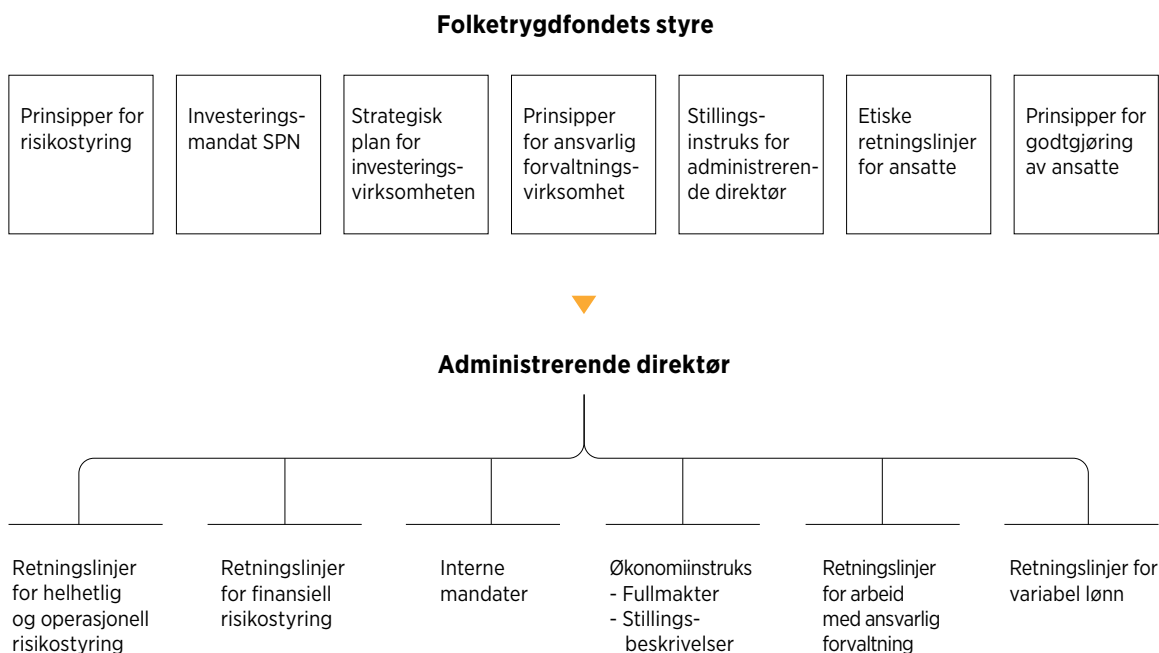 Folketrygdfondets styre
Prinsipper for
risikostyring
Investerings-
mandat SPN
Strategisk
plan for
investerings-
virksomheten
Prinsipper
for ansvarlig
forvaltnings-
virksomhet
Stillings-
instruks for
administreren-
de direktør
Etiske
retningslinjer
for ansatte
Prinsipper for
godtgjøring
av ansatte
Administrerende direktør
Retningslinjer
for helhetlig
og operasjonell
risikostyring
Retningslinjer
for finansiell
risikostyring
Interne
mandater
Økonomiinstruks
- Fullmakter
- Stillings-
beskrivelser
Retningslinjer
for arbeid
med ansvarlig
forvaltning
Retningslinjer for
variabel lønn